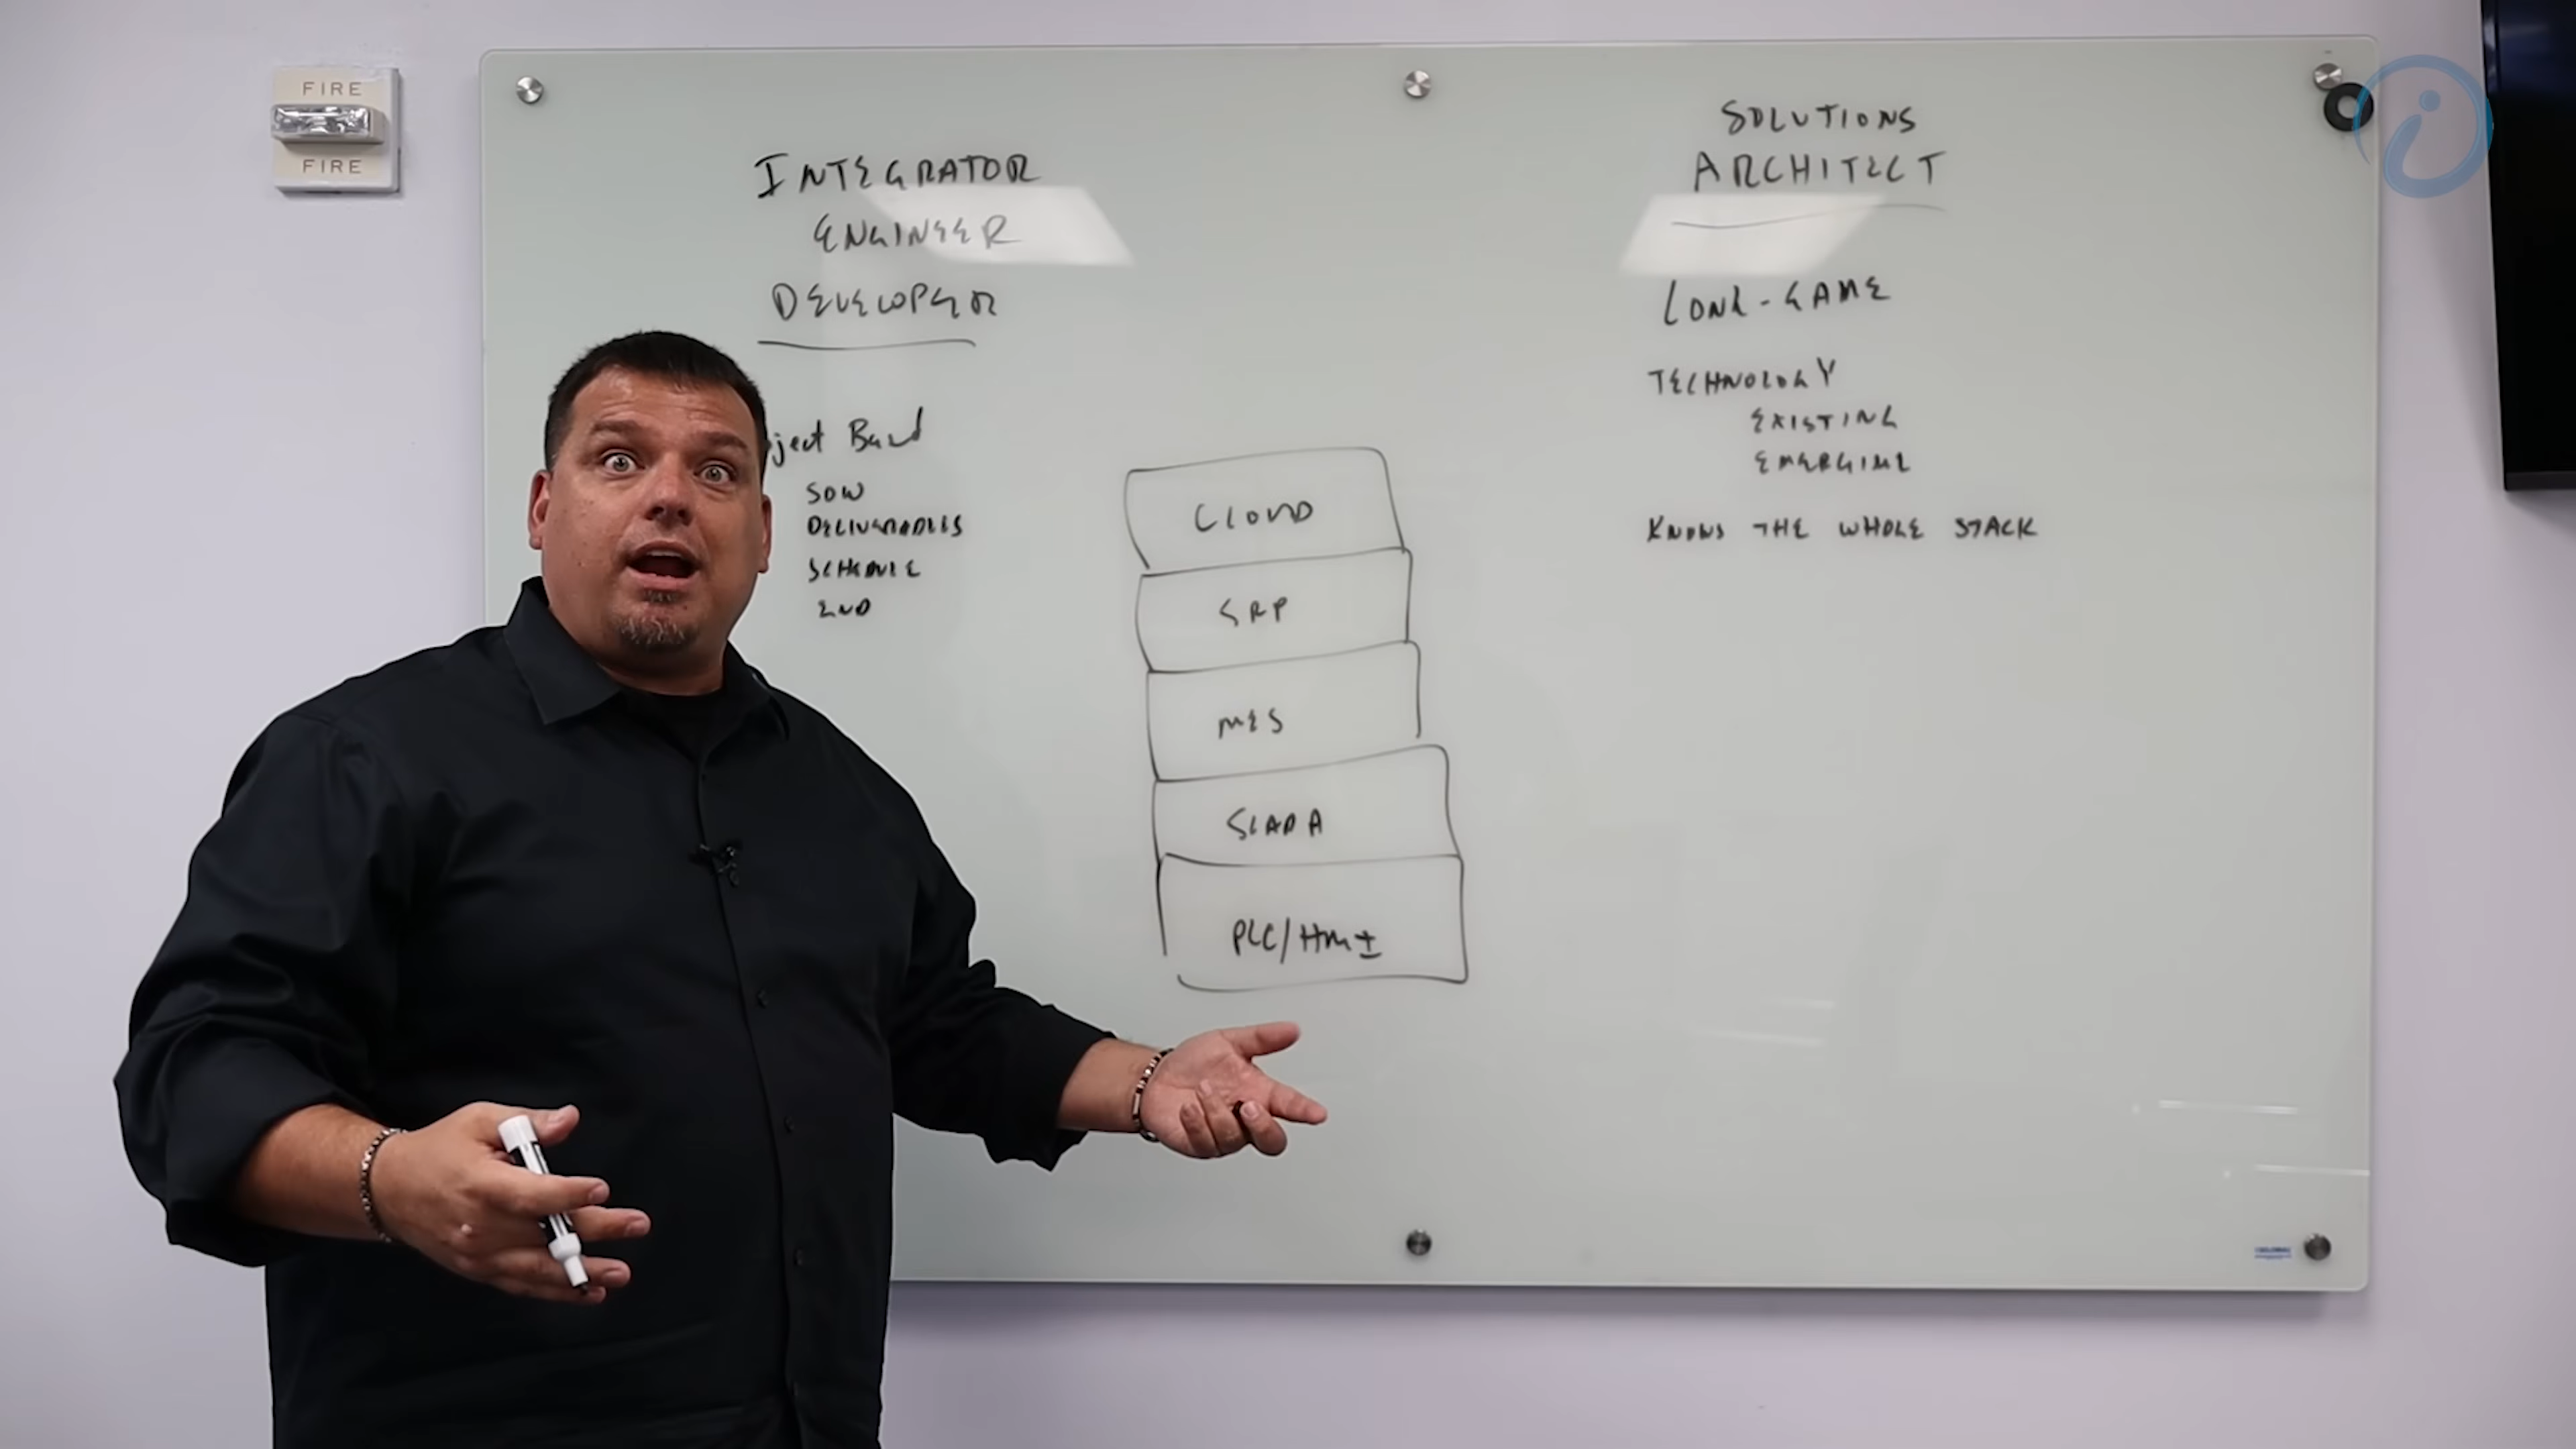 FIRE
FIRE
INTEGRATOR
ENGINEER
DEVELOPER
ject Based
SOW
DELIVERABLES
SCHEDULE
END
CLOUD
ERP
MES
SCADA
PLC/HMI
SOLUTIONS
ARCHITECT
LONG-GAME
TECHNOLOGY
EXISTING
EMERGING
KNOWS THE WHOLE STACK
i